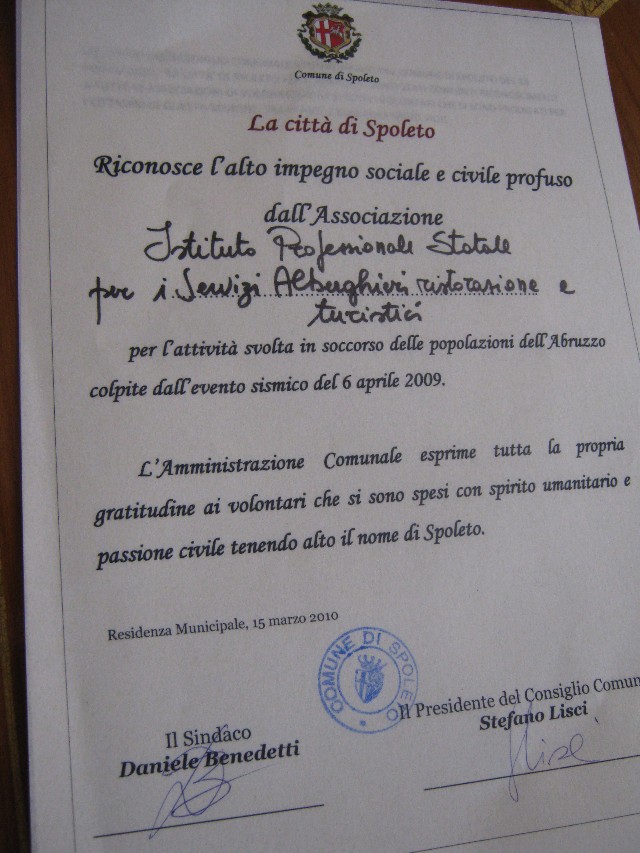 Comune di Spoleto
La città di Spoleto
Riconosce l'alto impegno sociale e civile profuso
dall'Associazione
Istituto Professionale Statale
per i Servizi Alberghieri ristorazione e
turistici
per l'attività svolta in soccorso delle popolazioni dell'Abruzzo
colpite dall'evento sismico del 6 aprile 2009.
L'Amministrazione Comunale esprime tutta la propria
gratitudine ai volontari che si sono spesi con spirito umanitario e
passione civile tenendo alto il nome di Spoleto.
Residenza Municipale, 15 marzo 2010
COMUNE DI SPOLETO
Il Presidente del Consiglio Comun
Stefano Lisci
Il Sindaco
Daniele Benedetti